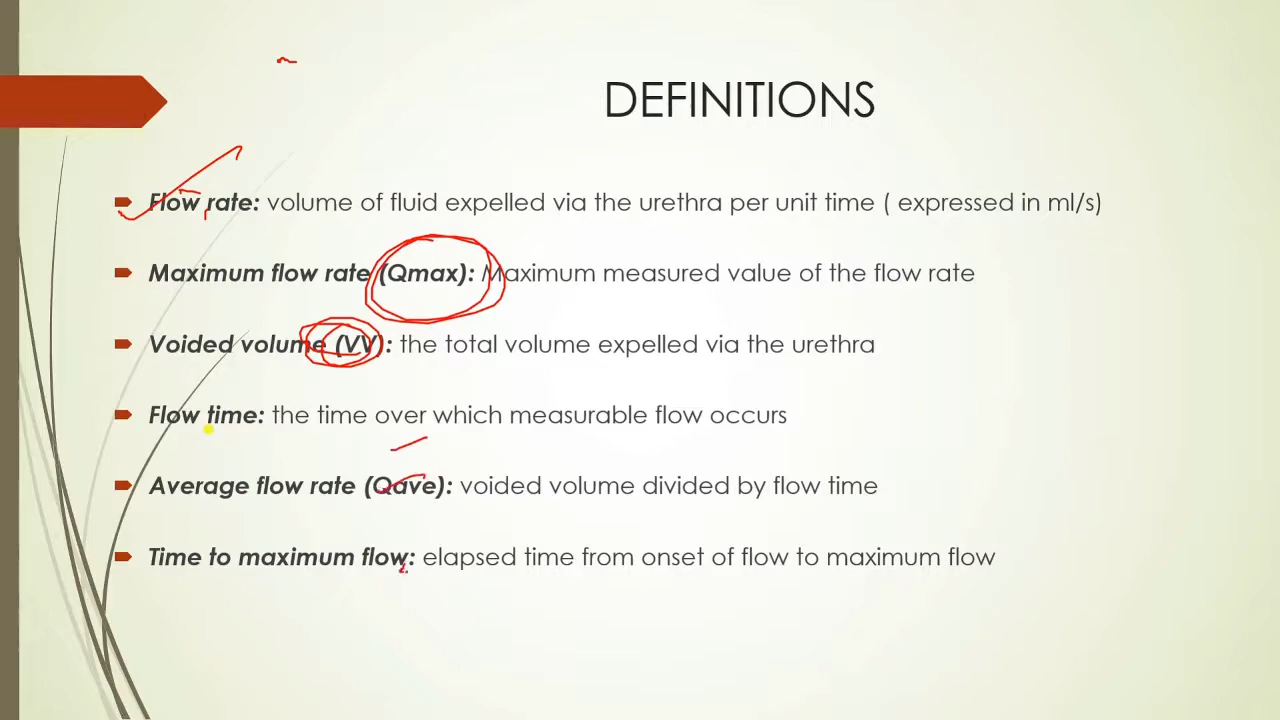 DEFINITIONS
Flow rate: volume of fluid expelled via the urethra per unit time ( expressed in ml/s)
Maximum flow rate (Qmax): Maximum measured value of the flow rate
Voided volume (VV): the total volume expelled via the urethra
Flow time: the time over which measurable flow occurs
Average flow rate (Qave): voided volume divided by flow time
Time to maximum flow: elapsed time from onset of flow to maximum flow